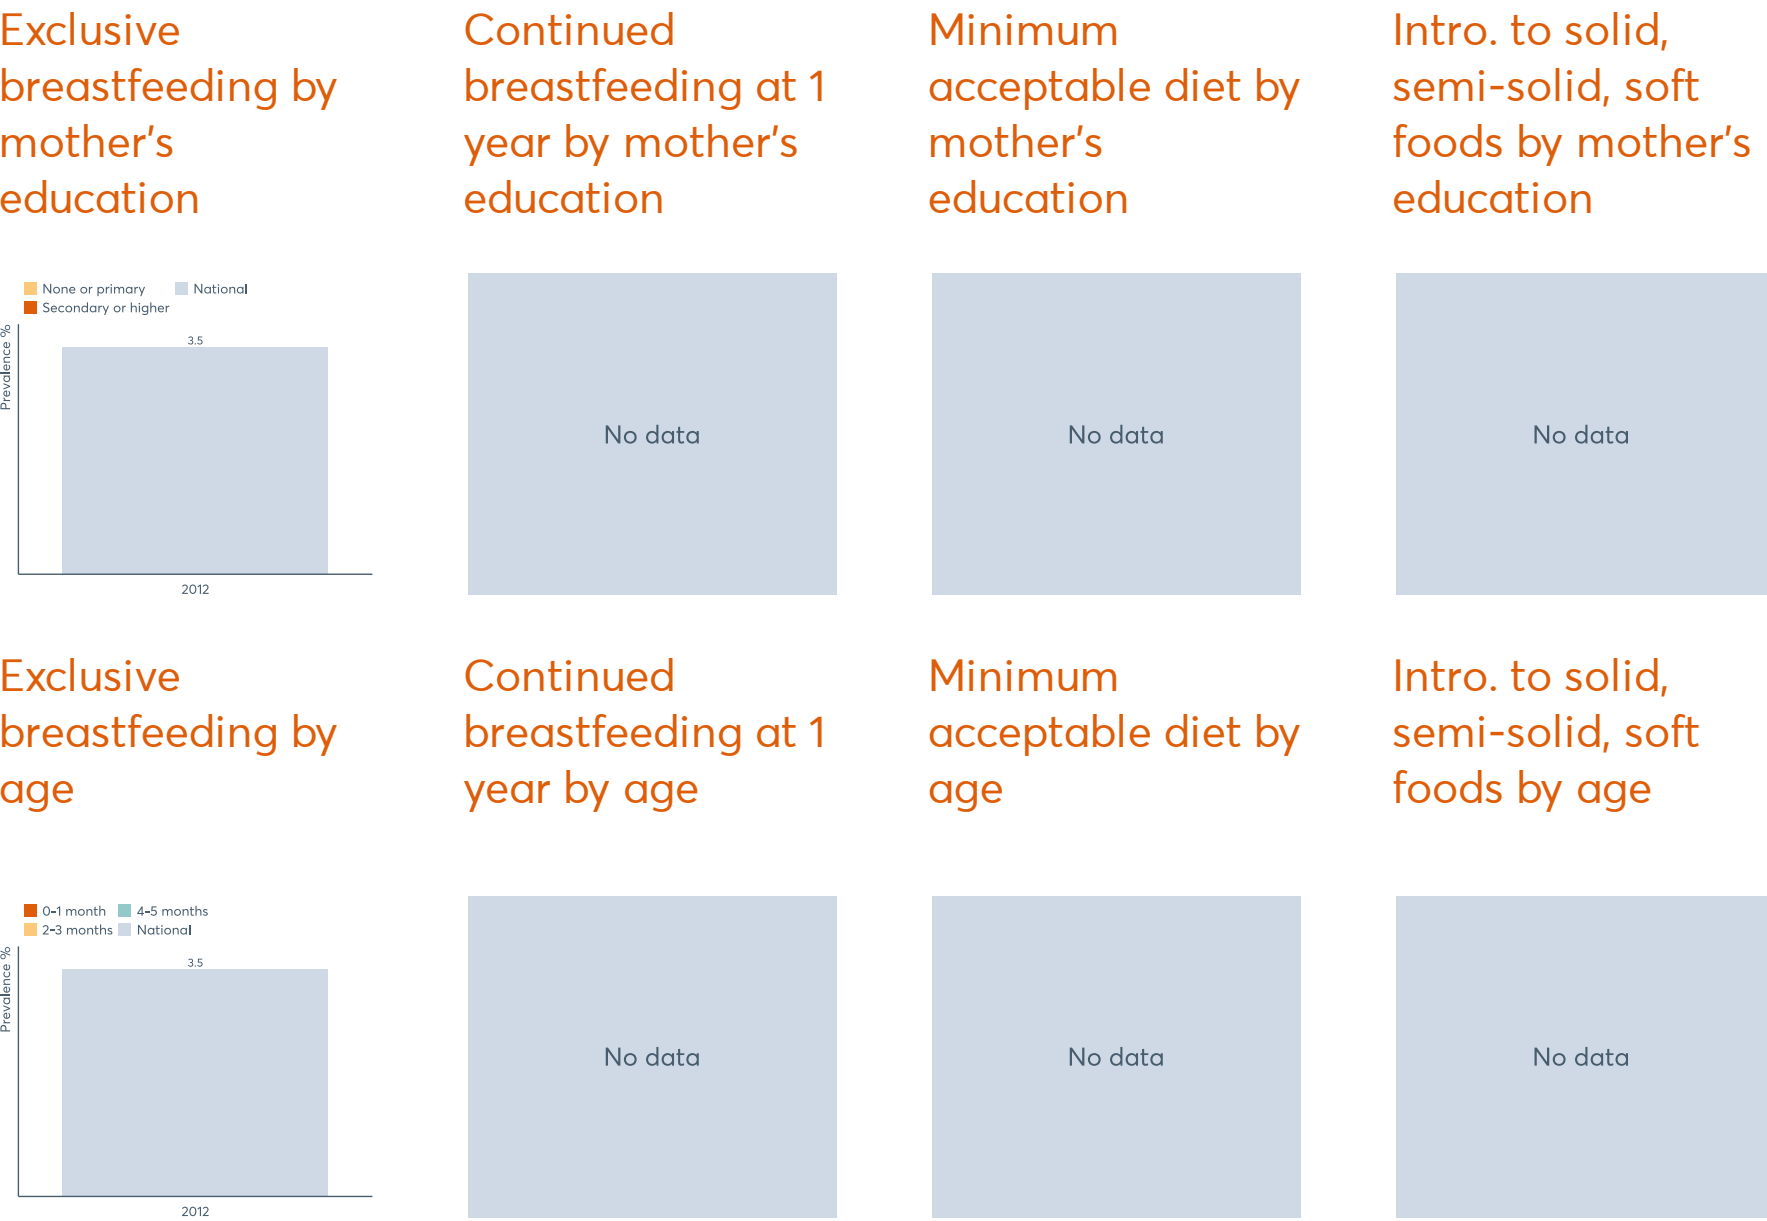 Exclusive
breastfeeding by
mother's
education
Continued
breastfeeding at 1
year by mother's
education
Minimum
acceptable diet by
mother's
education
Intro. to solid,
semi-solid, soft
foods by mother's
education
None or primary
National
Secondary or higher
Prevalence %
3.5
2012
No data
No data
No data
Exclusive
breastfeeding by
age
Continued
breastfeeding at 1
year by age
Minimum
acceptable diet by
age
Intro. to solid,
semi-solid, soft
foods by age
0-1 month
4-5 months
2-3 months
National
Prevalence %
3.5
2012
No data
No data
No data